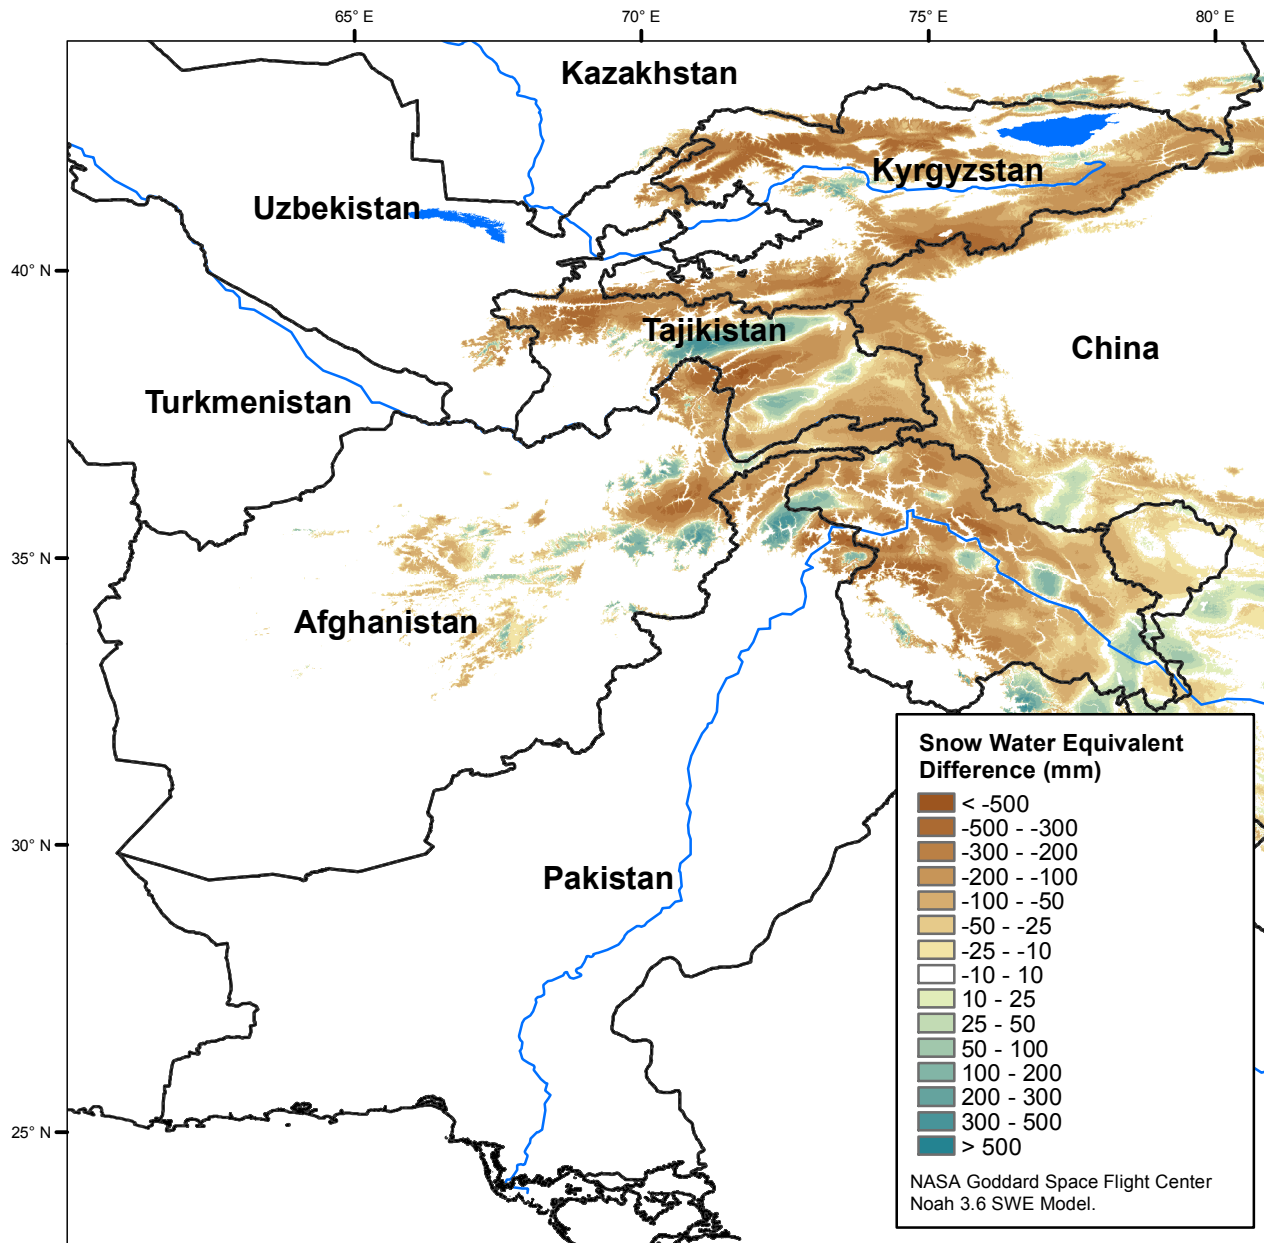 65° E
70° E
75° E
80° E
Kazakhstan
Kyrgyzstan
Uzbekistan
40° N
Tajikistan
China
Turkmenistan
35° N
Afghanistan
Snow Water Equivalent
Difference (mm)
< -500
-500 - -300
-300 - -200
-200 - -100
-100 - -50
-50 - -25
-25 - -10
-10 - 10
10 - 25
25 - 50
50 - 100
100 - 200
200 - 300
300 - 500
> 500
30° N
Pakistan
25° N
NASA Goddard Space Flight Center
Noah 3.6 SWE Model.